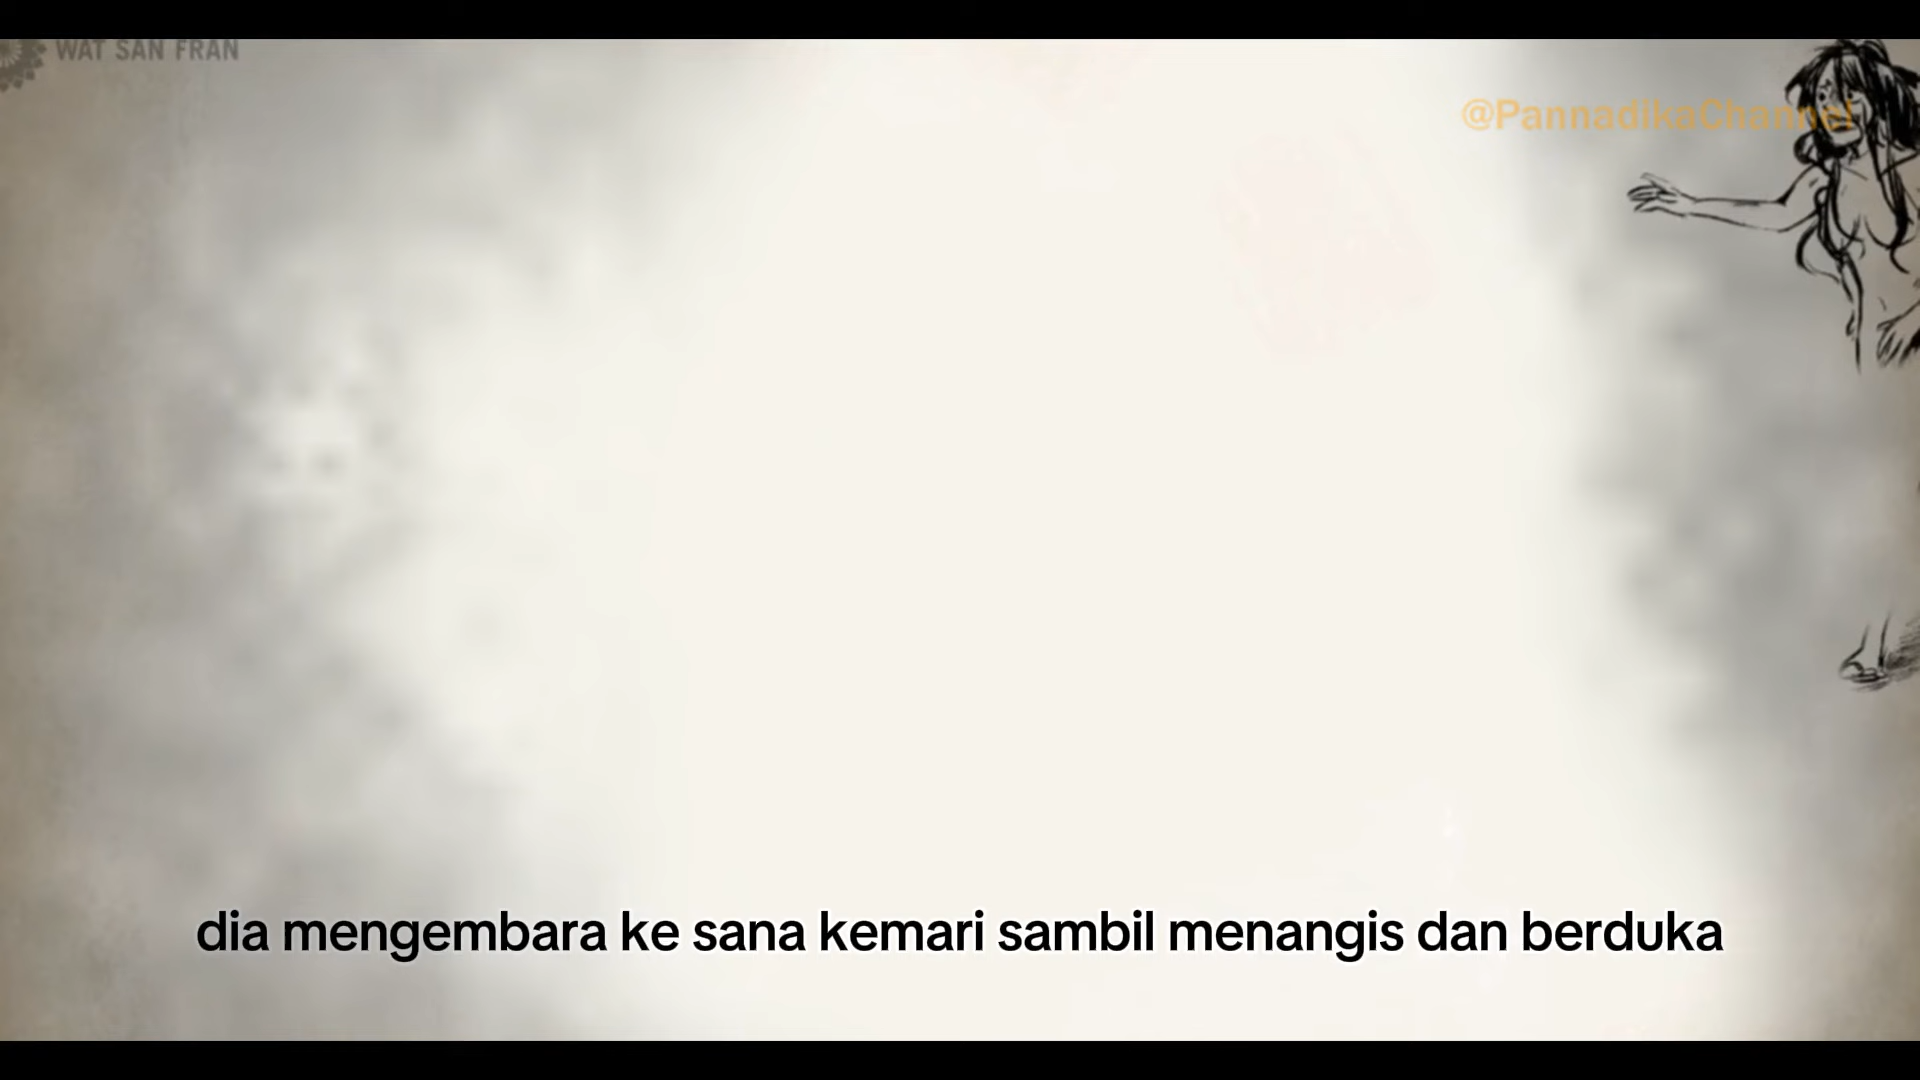 WAT SAN FRAN
@PannadikaChannel
dia mengembara ke sana kemari sambil menangis dan berduka